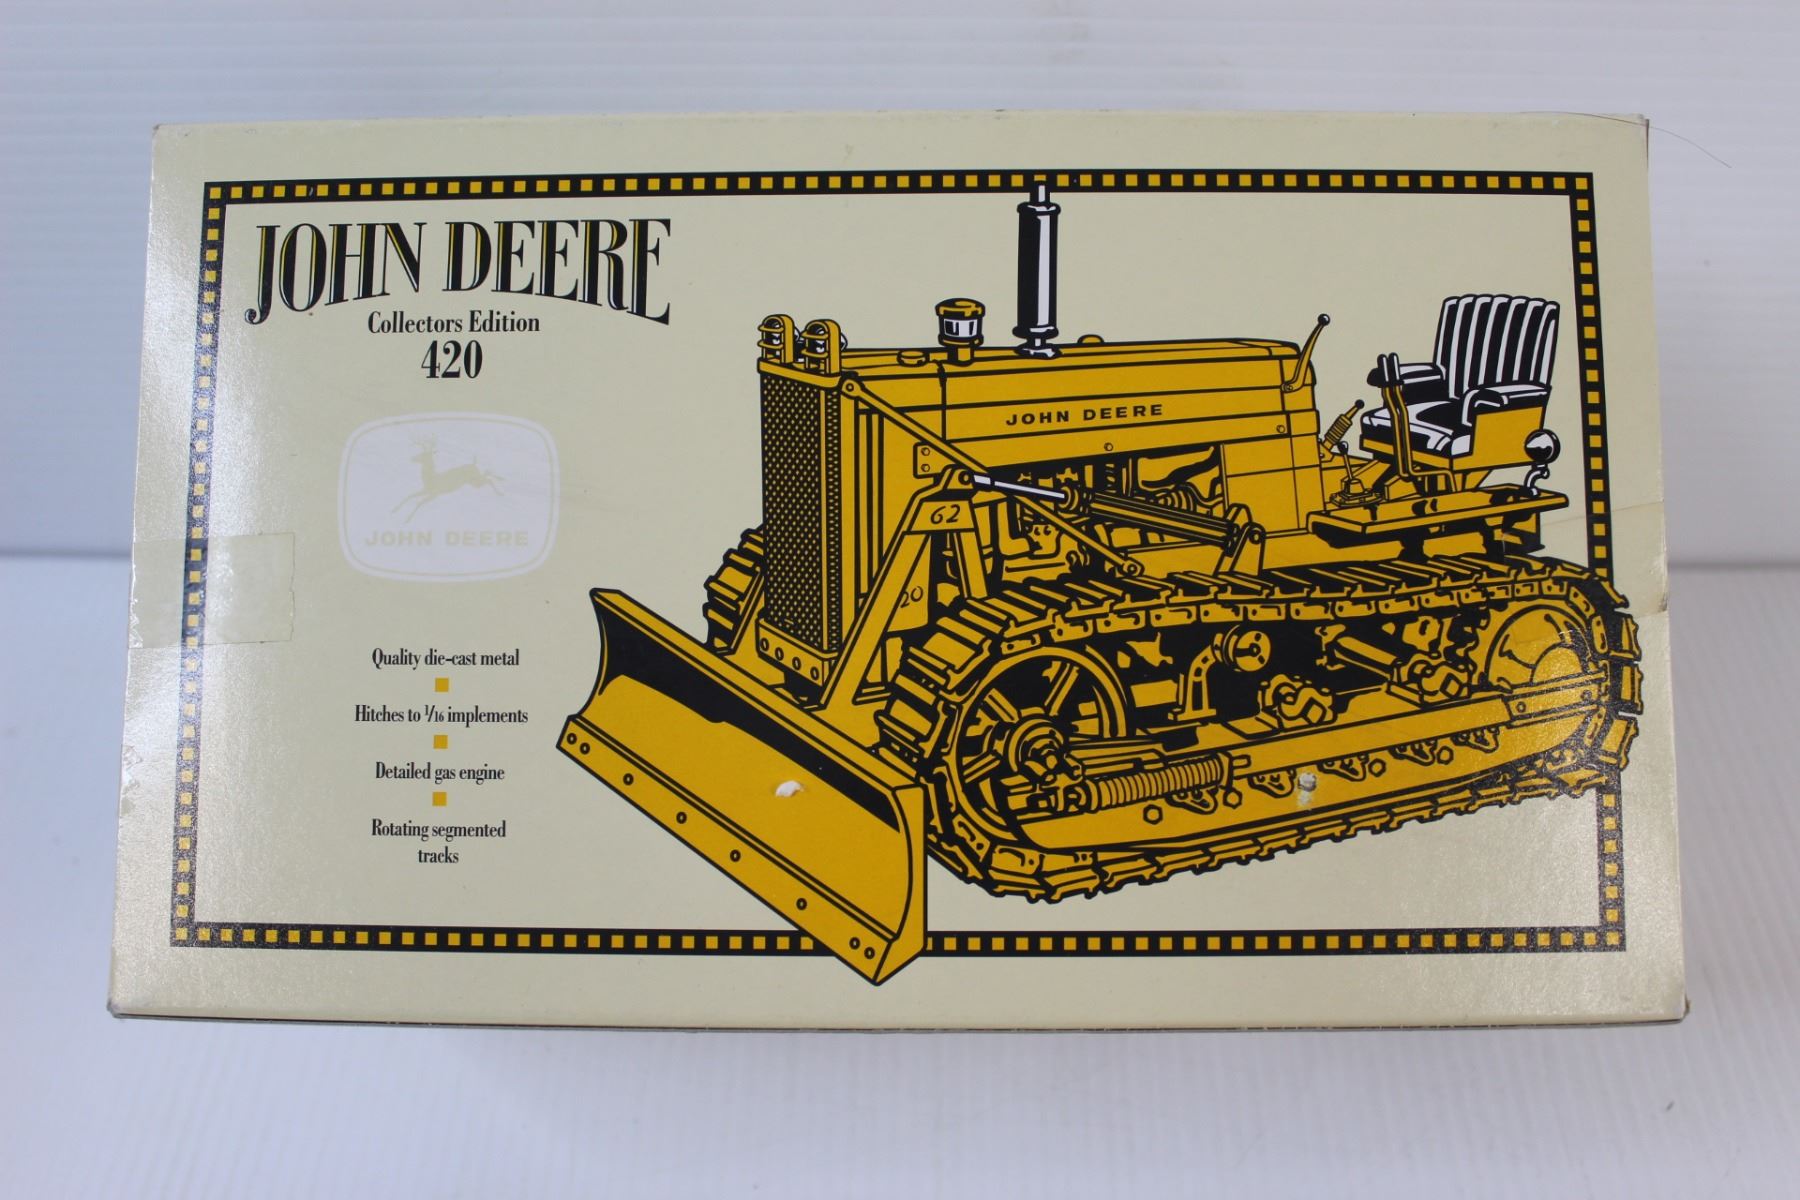 JOHN DEERE
Collectors Edition
420
JOHN DEERE
Quality die-cast metal
Hitches to 1/16 implements
Detailed gas engine
Rotating segmented
tracks
JOHN DEERE
62
20